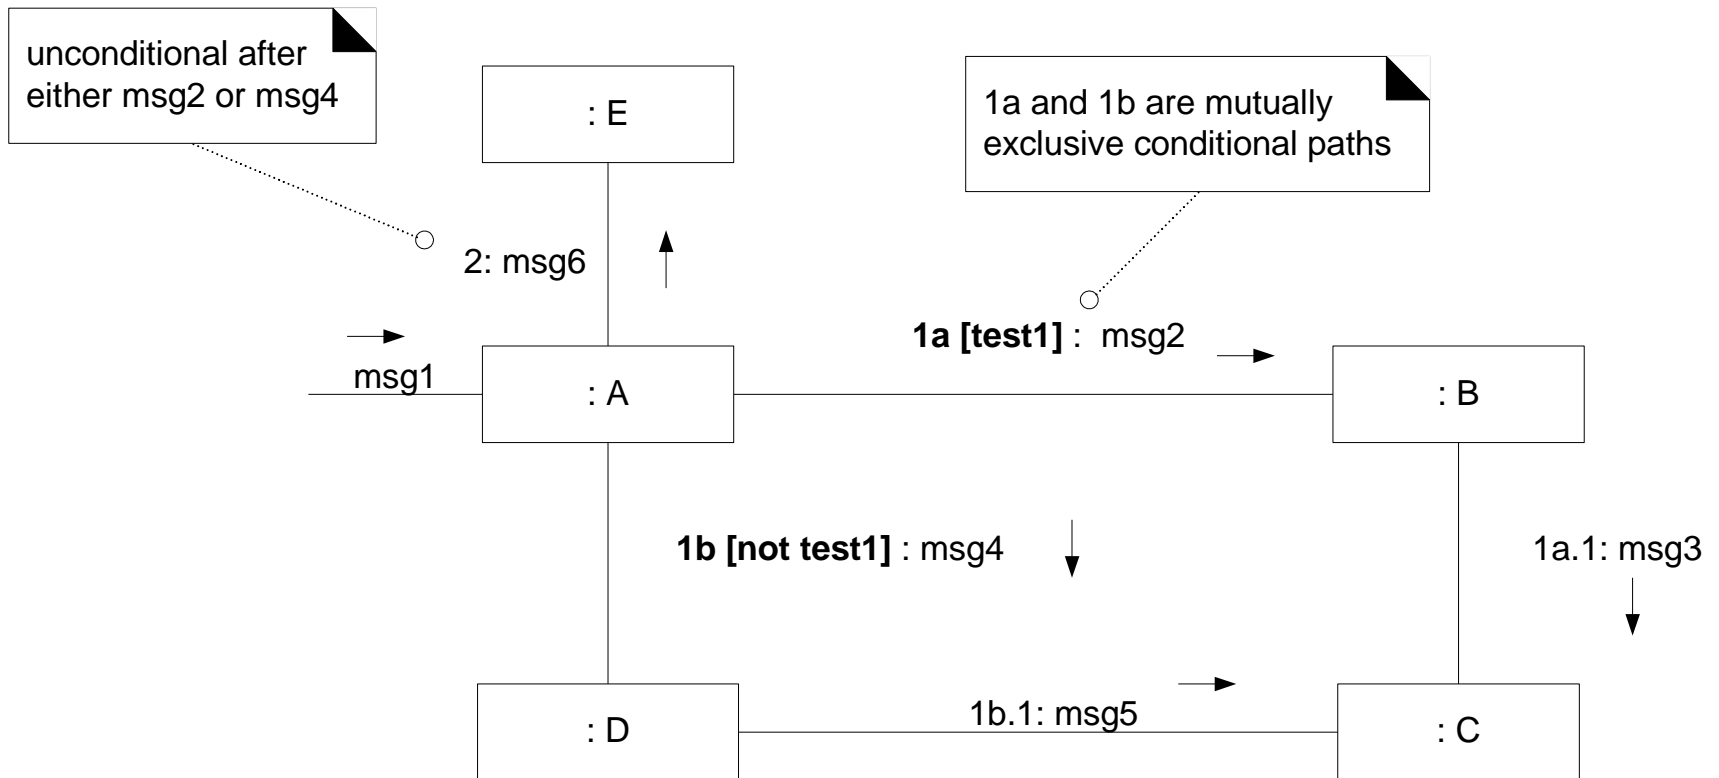 unconditional after
either msg2 or msg4
: E
1a and 1b are mutually
exclusive conditional paths
2: msg6
1a [test1] : msg2
msg1
: A
: B
1b [not test1] : msg4
1a.1: msg3
: D
1b.1: msg5
: C